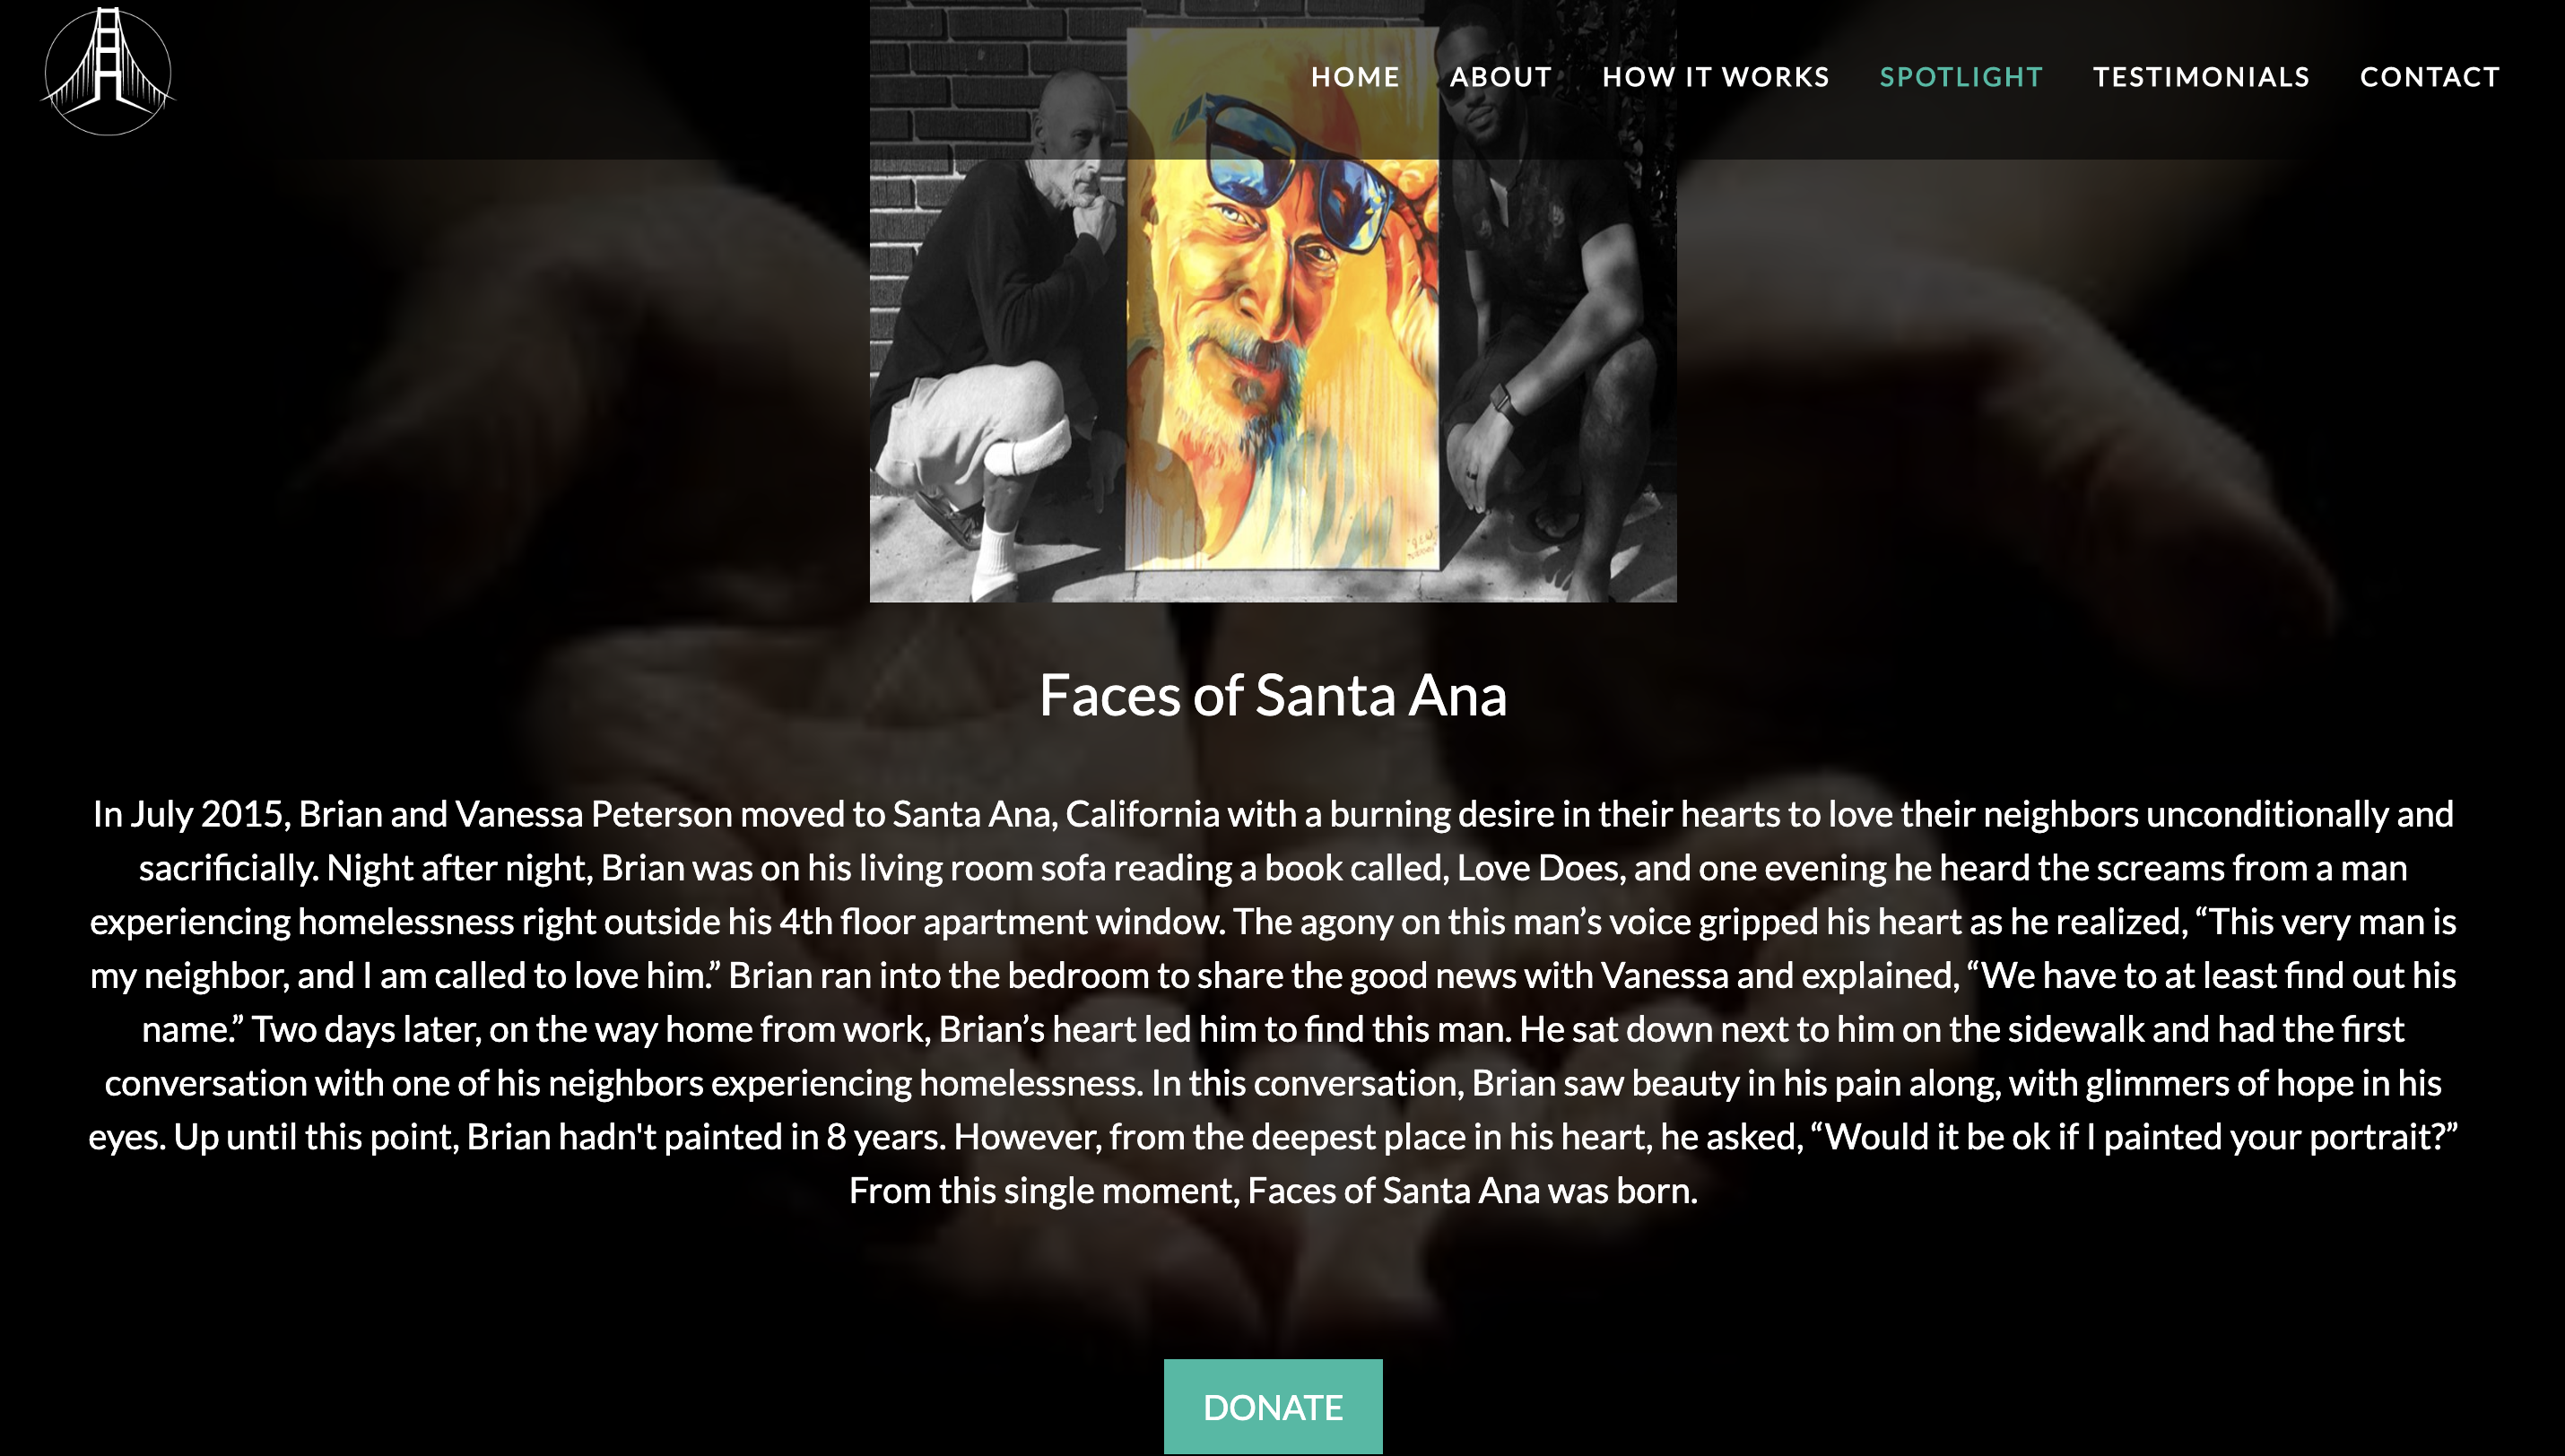 HOME ABOUT HOW IT WORKS SPOTLIGHT TESTIMONIALS CONTACT
Faces of Santa Ana
In July 2015, Brian and Vanessa Peterson moved to Santa Ana, California with a burning desire in their hearts to love their neighbors unconditionally and
sacrificially. Night after night, Brian was on his living room sofa reading a book called, Love Does, and one evening he heard the screams from a man
experiencing homelessness right outside his 4th floor apartment window. The agony on this man’s voice gripped his heart as he realized, “This very man is
my neighbor, and I am called to love him.” Brian ran into the bedroom to share the good news with Vanessa and explained, “We have to at least find out his
name.” Two days later, on the way home from work, Brian’s heart led him to find this man. He sat down next to him on the sidewalk and had the first
conversation with one of his neighbors experiencing homelessness. In this conversation, Brian saw beauty in his pain along, with glimmers of hope in his
eyes. Up until this point, Brian hadn't painted in 8 years. However, from the deepest place in his heart, he asked, “Would it be ok if I painted your portrait?”
From this single moment, Faces of Santa Ana was born.
DONATE